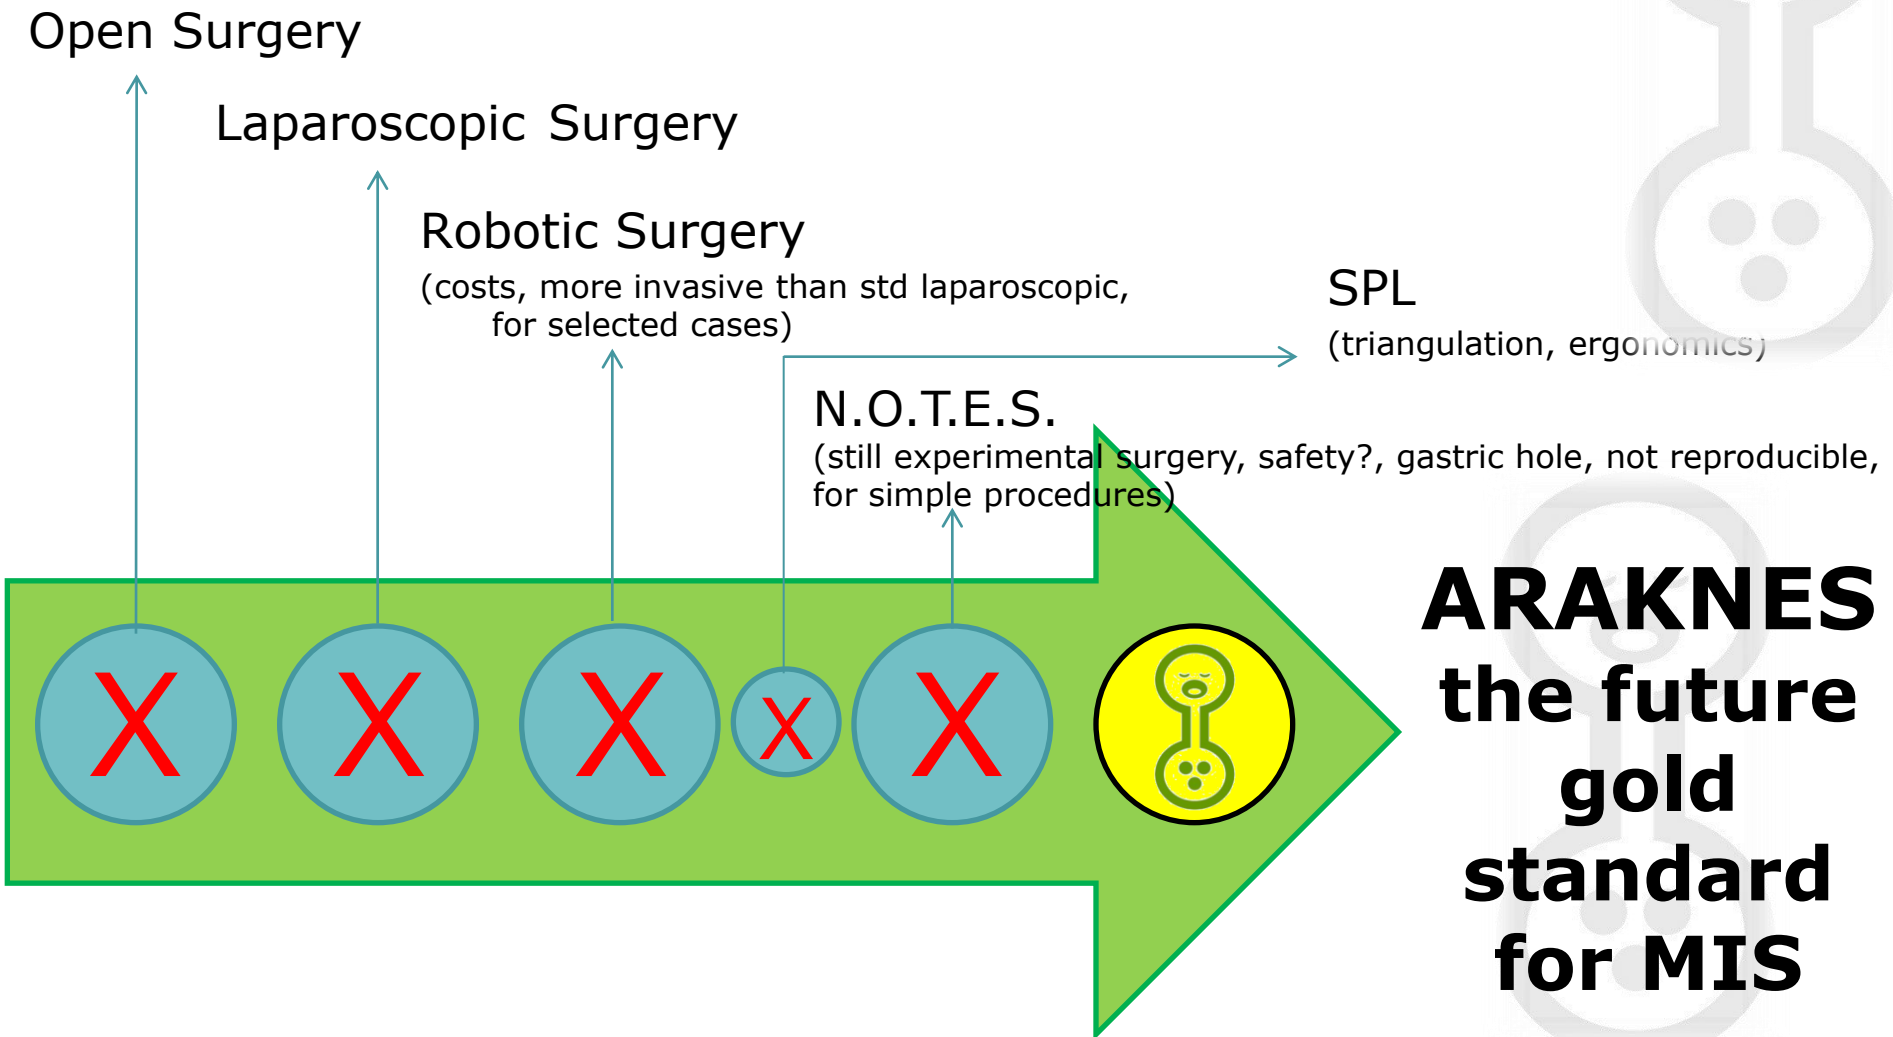 Open Surgery
Laparoscopic Surgery
Robotic Surgery
(costs, more invasive than std laparoscopic,
for selected cases)
SPL
(triangulation, ergonomics)
N.O.T.E.S.
(still experimental surgery, safety?, gastric hole, not reproducible,
for simple procedures)
X X X X X
ARAKNES
the future
gold
standard
for MIS